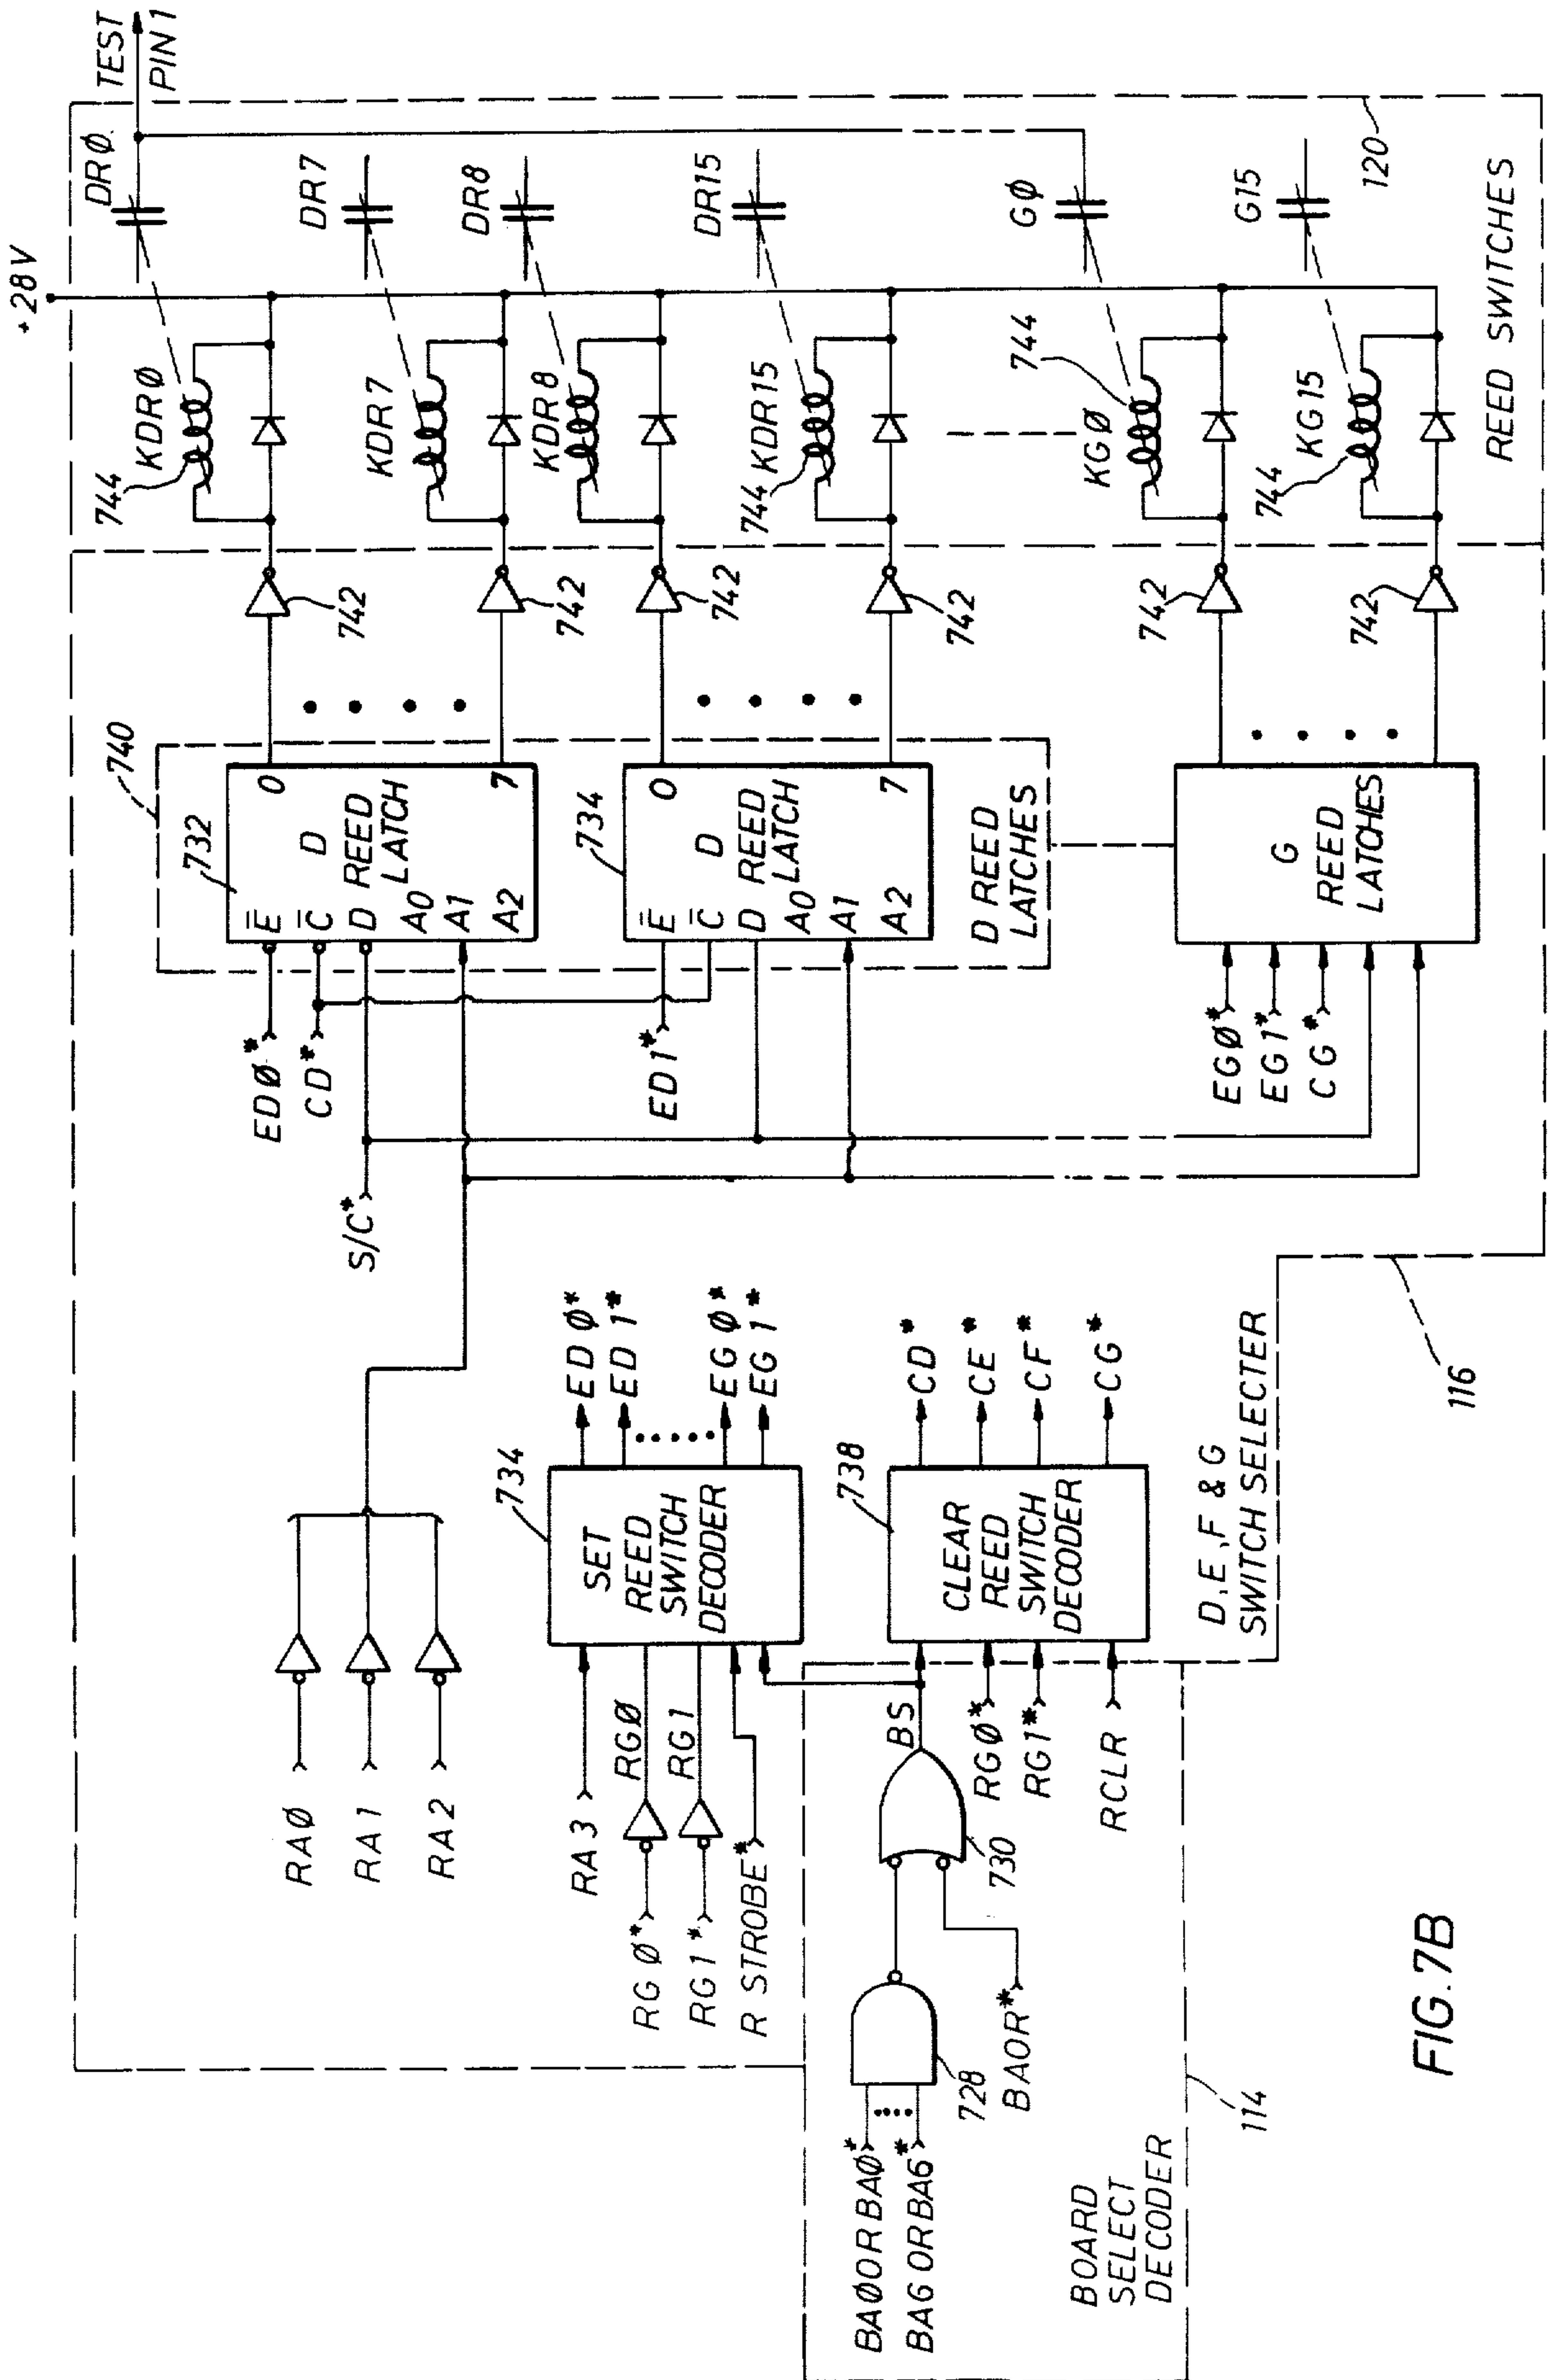 +28V
TEST
PIN 1
DRØ
DR7
DR8
DR15
GØ
G15
744
KDRØ
KDR7
KDR8
744
KDR15
KGØ
744
KG15
744
120
REED SWITCHES
742
742
742
742
742
742
740
732
E̅
C̅
D
A0
A1
A2
D
REED
LATCH
0
7
734
E̅
C̅
D
A0
A1
A2
D
REED
LATCH
0
7
D REED
LATCHES
G
REED
LATCHES
EDØ*
CD*
ED1*
S/C*
EGØ*
EG1*
CG*
RAØ
RA1
RA2
RA3
RGØ*
RGØ
RG1*
RG1
R STROBE*
734
SET
REED
SWITCH
DECODER
EDØ*
ED1*
EGØ*
EG1*
738
CLEAR
REED
SWITCH
DECODER
CD*
CE*
CF*
CG*
BS
RGØ*
RG1*
RCLR
730
728
BAOR*
BAØORBAØ*
BAGORBA6*
BOARD
SELECT
DECODER
114
D,E,F & G
SWITCH SELECTER
116
FIG.7B